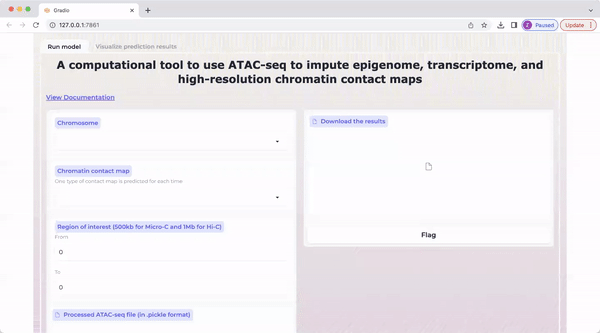 Gradio
127.0.0.1:7861
Z
Paused
Update
Run model
Visualize prediction results
A computational tool to use ATAC-seq to impute epigenome, transcriptome, and
high-resolution chromatin contact maps
View Documentation
Chromosome
Download the results
Chromatin contact map
One type of contact map is predicted for each time
Region of interest (500kb for Micro-C and 1Mb for Hi-C)
From
Flag
0
To
0
Processed ATAC-seq file (in .pickle format)